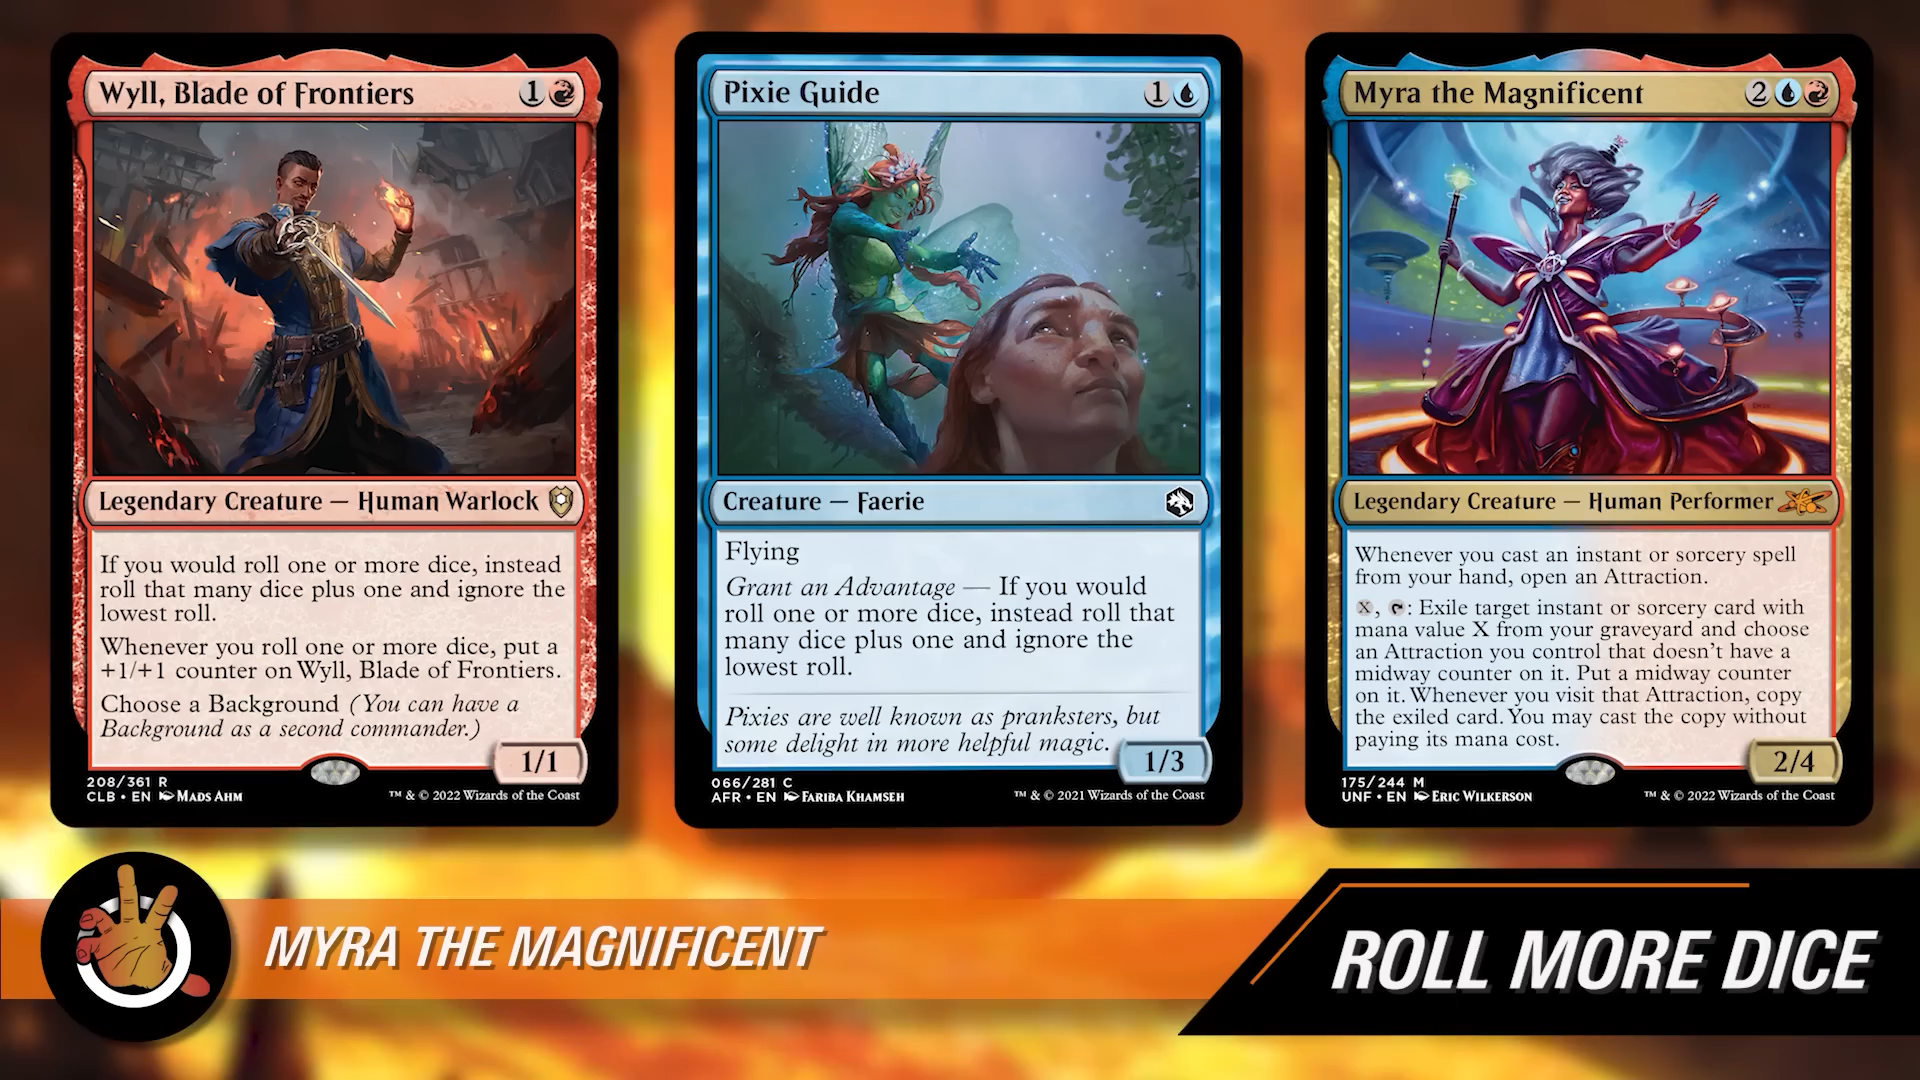 Wyll, Blade of Frontiers 1
Legendary Creature — Human Warlock
If you would roll one or more dice, instead
roll that many dice plus one and ignore the
lowest roll.
Whenever you roll one or more dice, put a
+1/+1 counter on Wyll, Blade of Frontiers.
Choose a Background (You can have a
Background as a second commander.)
1/1
208/361 R
CLB • EN Mads Ahm
™ & © 2022 Wizards of the Coast
Pixie Guide 1
Creature — Faerie
Flying
Grant an Advantage — If you would
roll one or more dice, instead roll that
many dice plus one and ignore the
lowest roll.
Pixies are well known as pranksters, but
some delight in more helpful magic.
1/3
066/281 C
AFR • EN Fariba Khamseh
™ & © 2021 Wizards of the Coast
Myra the Magnificent 2
Legendary Creature — Human Performer
Whenever you cast an instant or sorcery spell
from your hand, open an Attraction.
X, : Exile target instant or sorcery card with
mana value X from your graveyard and choose
an Attraction you control that doesn't have a
midway counter on it. Put a midway counter
on it. Whenever you visit that Attraction, copy
the exiled card. You may cast the copy without
paying its mana cost.
2/4
175/244 M
UNF • EN Eric Wilkerson
™ & © 2022 Wizards of the Coast
MYRA THE MAGNIFICENT
ROLL MORE DICE